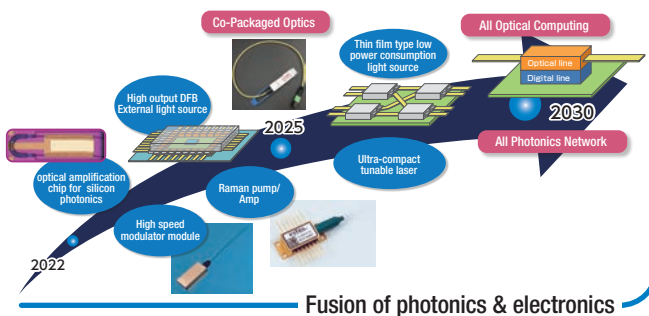 Co-Packaged Optics
All Optical Computing
Thin film type low
power consumption
light source
Optical line
Digital line
High output DFB
External light source
2025
2030
All Photonics Network
Ultra-compact
tunable laser
optical amplification
chip for silicon
photonics
Raman pump/
Amp
High speed
modulator module
2022
Fusion of photonics & electronics